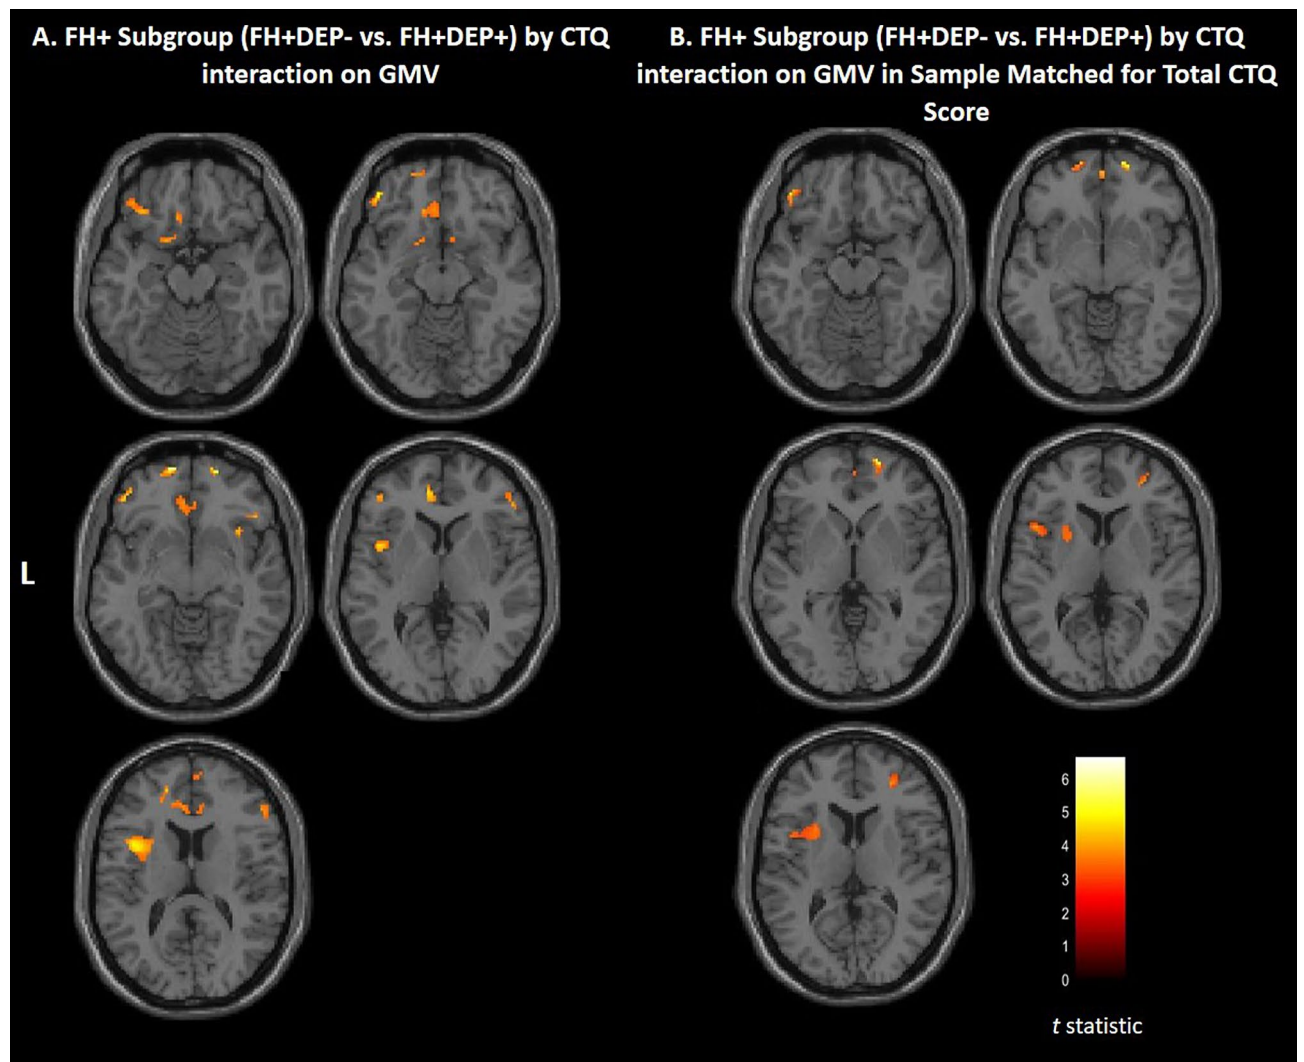 A. FH+ Subgroup (FH+DEP- vs. FH+DEP+) by CTQ
interaction on GMV
B. FH+ Subgroup (FH+DEP- vs. FH+DEP+) by CTQ
interaction on GMV in Sample Matched for Total CTQ
Score
L
6
5
4
3
2
1
0
t statistic